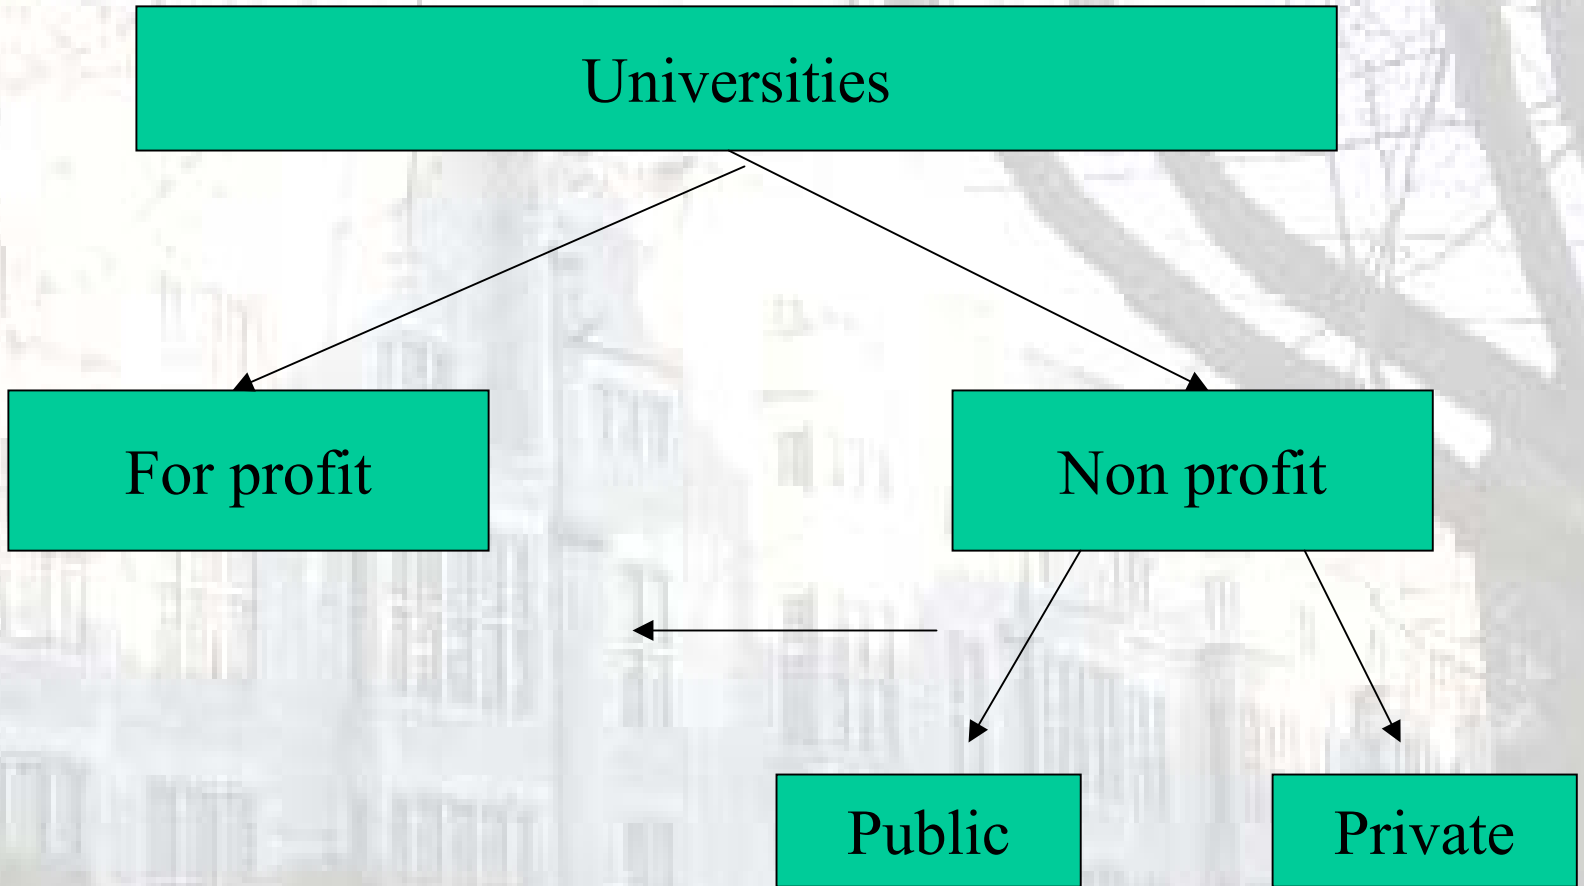 Universities
For profit
Non profit
Public
Private